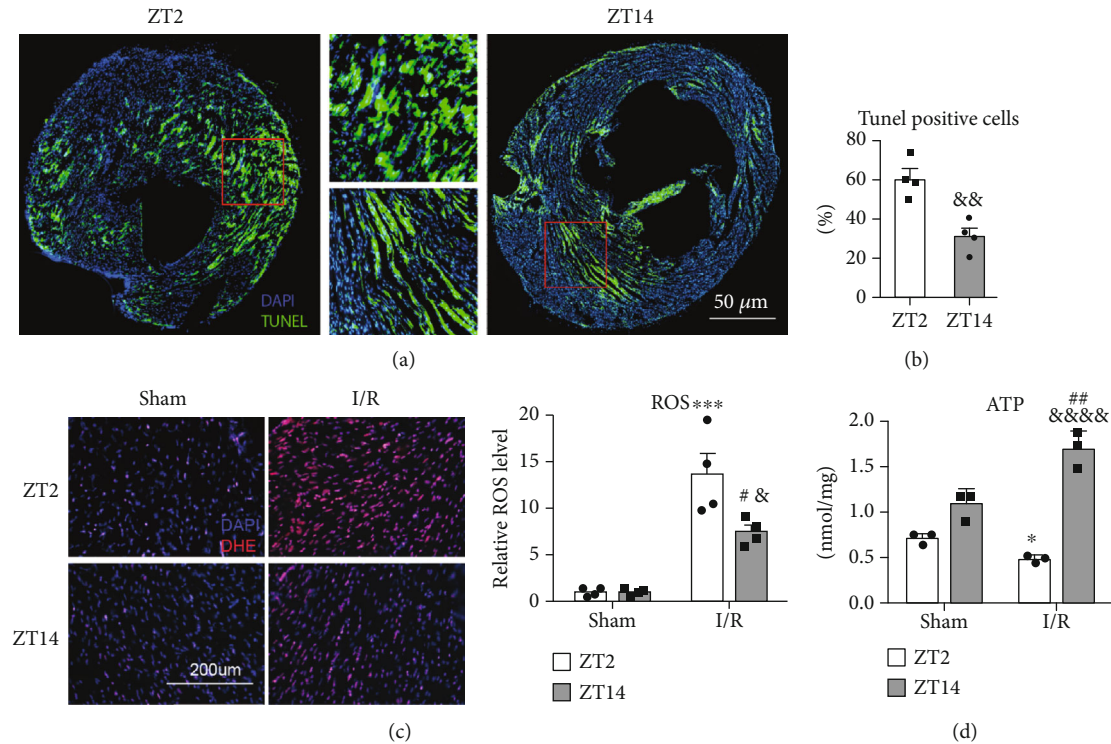 ZT2
ZT14
DAPI
TUNEL
50 μm
(a)
Tunel positive cells
(%)
80
60
40
20
0
&&
ZT2
ZT14
(b)
Sham
I/R
ZT2
DAPI
DHE
ZT14
200um
(c)
ROS
***
# &
Relative ROS lelvel
20
15
10
5
0
Sham
I/R
ZT2
ZT14
ATP
##
&&&&
*
(nmol/mg)
2.0
1.5
1.0
0.5
0.0
Sham
I/R
ZT2
ZT14
(d)